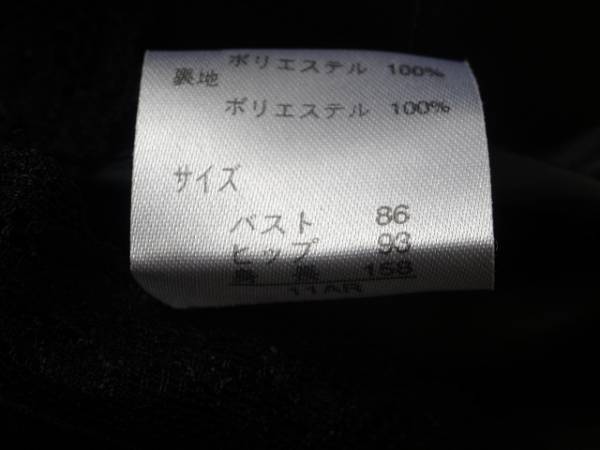 ポリエステル 100%
裏地
ポリエステル 100%
サイズ
バスト 86
ヒップ 93
身長 158
11AR